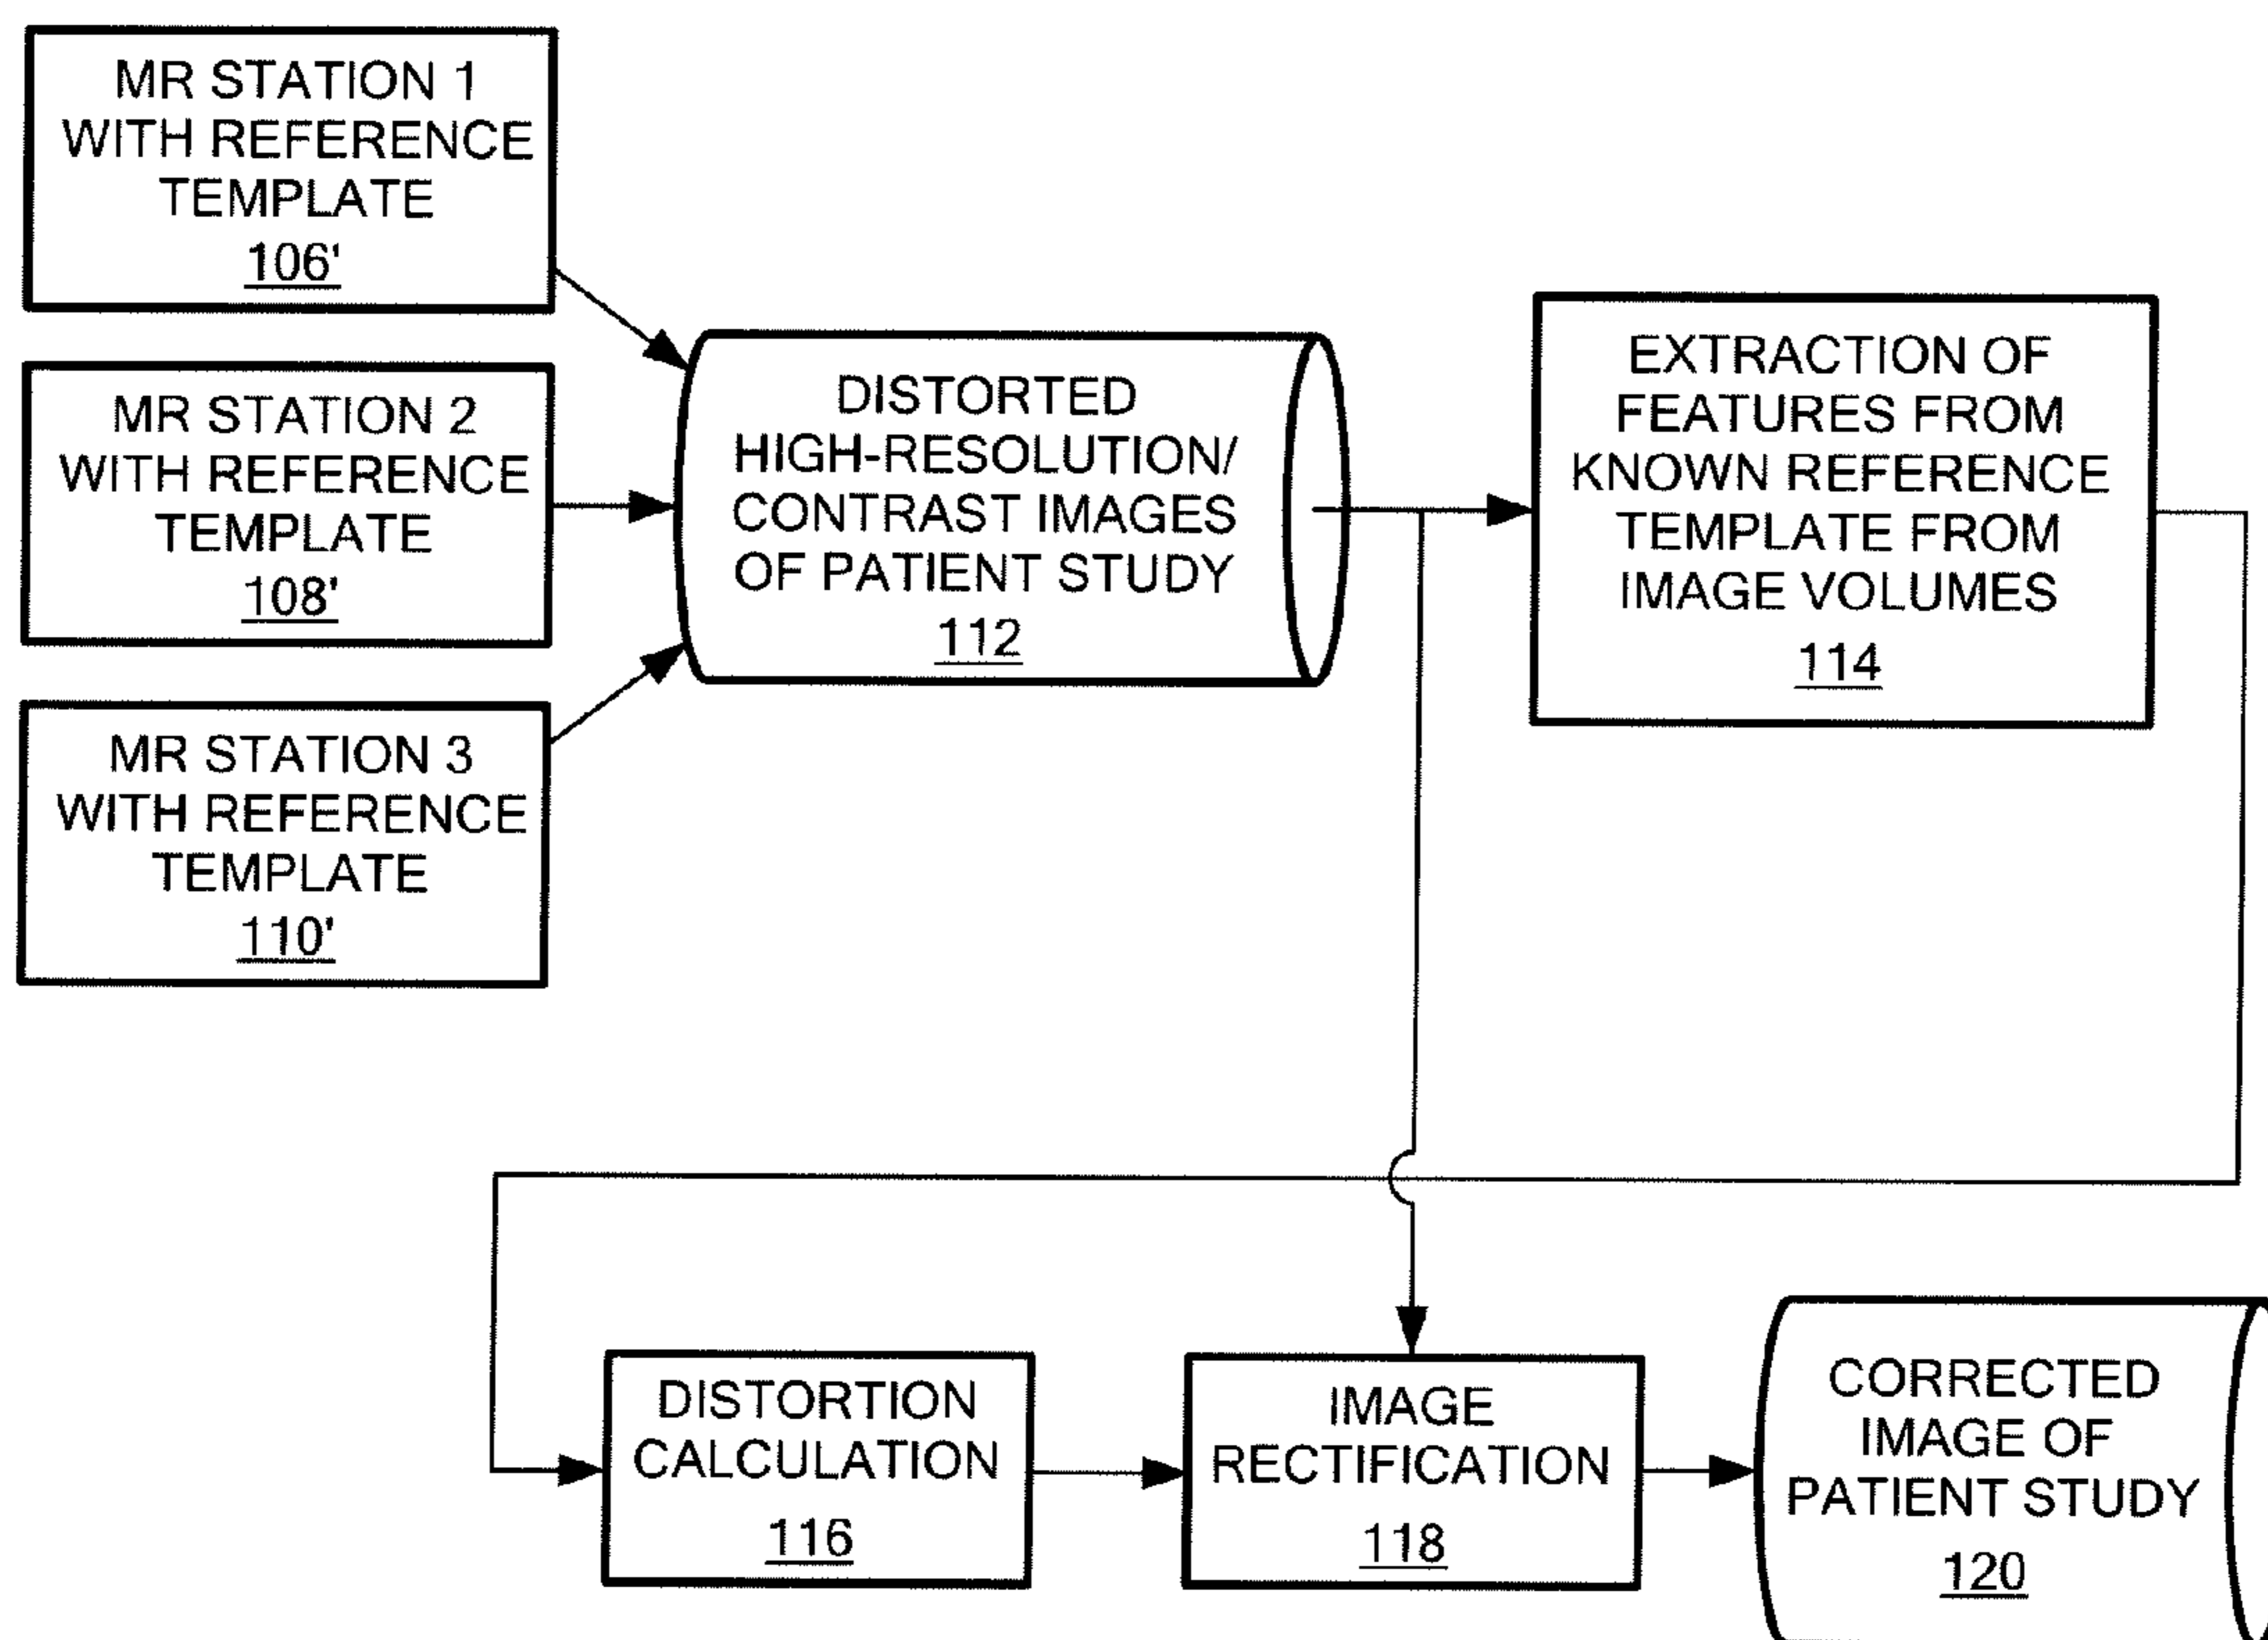 MR STATION 1
WITH REFERENCE
TEMPLATE
106'
MR STATION 2
WITH REFERENCE
TEMPLATE
108'
MR STATION 3
WITH REFERENCE
TEMPLATE
110'
DISTORTED
HIGH-RESOLUTION/
CONTRAST IMAGES
OF PATIENT STUDY
112
EXTRACTION OF
FEATURES FROM
KNOWN REFERENCE
TEMPLATE FROM
IMAGE VOLUMES
114
DISTORTION
CALCULATION
116
IMAGE
RECTIFICATION
118
CORRECTED
IMAGE OF
PATIENT STUDY
120